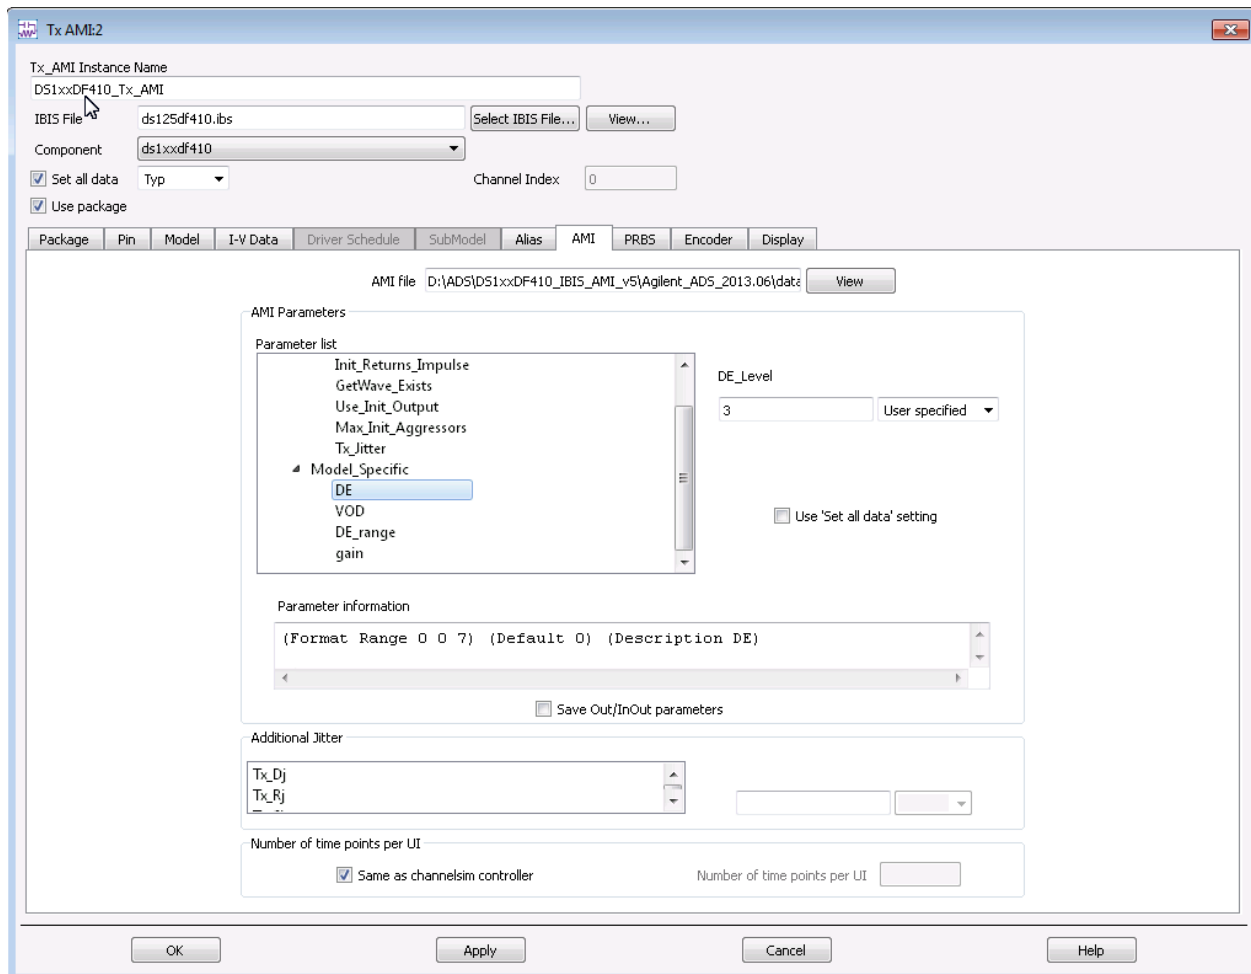 Tx AMI:2
Tx_AMI Instance Name
DS1xxDF410_Tx_AMI
IBIS File ds125df410.ibs Select IBIS File... View...
Component ds1xxdf410
Set all data Typ Channel Index 0
Use package
Package Pin Model I-V Data Driver Schedule SubModel Alias AMI PRBS Encoder Display
AMI file D:\ADS\DS1xxDF410_IBIS_AMI_v5\Agilent_ADS_2013.06\data View
AMI Parameters
Parameter list
Init_Returns_Impulse
GetWave_Exists
Use_Init_Output
Max_Init_Aggressors
Tx_Jitter
Model_Specific
DE
VOD
DE_range
gain
DE_Level
3 User specified
Use 'Set all data' setting
Parameter information
(Format Range 0 0 7) (Default 0) (Description DE)
Save Out/InOut parameters
Additional Jitter
Tx_Dj
Tx_Rj
Number of time points per UI
Same as channelsim controller Number of time points per UI
OK Apply Cancel Help